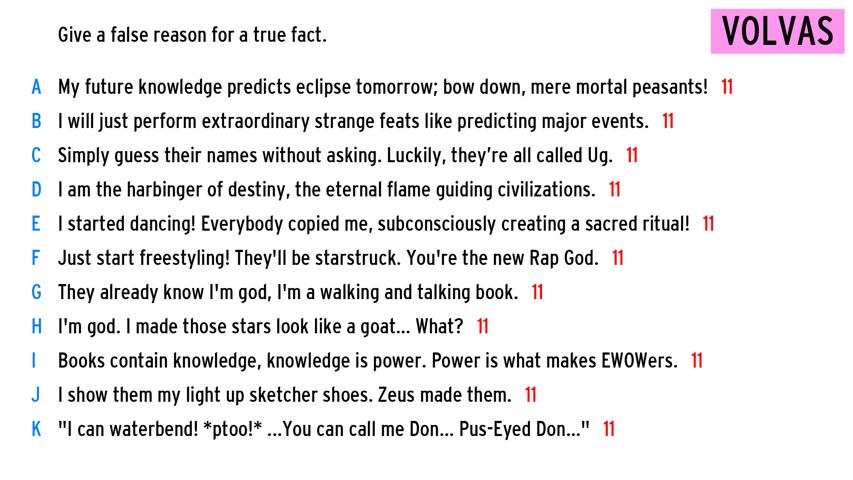 Give a false reason for a true fact.
VOLVAS
A My future knowledge predicts eclipse tomorrow; bow down, mere mortal peasants! 11
B I will just perform extraordinary strange feats like predicting major events. 11
C Simply guess their names without asking. Luckily, they're all called Ug. 11
D I am the harbinger of destiny, the eternal flame guiding civilizations. 11
E I started dancing! Everybody copied me, subconsciously creating a sacred ritual! 11
F Just start freestyling! They'll be starstruck. You're the new Rap God. 11
G They already know I'm god, I'm a walking and talking book. 11
H I'm god. I made those stars look like a goat... What? 11
I Books contain knowledge, knowledge is power. Power is what makes EWOWers. 11
J I show them my light up sketcher shoes. Zeus made them. 11
K "I can waterbend! *ptoo!* ...You can call me Don... Pus-Eyed Don..." 11